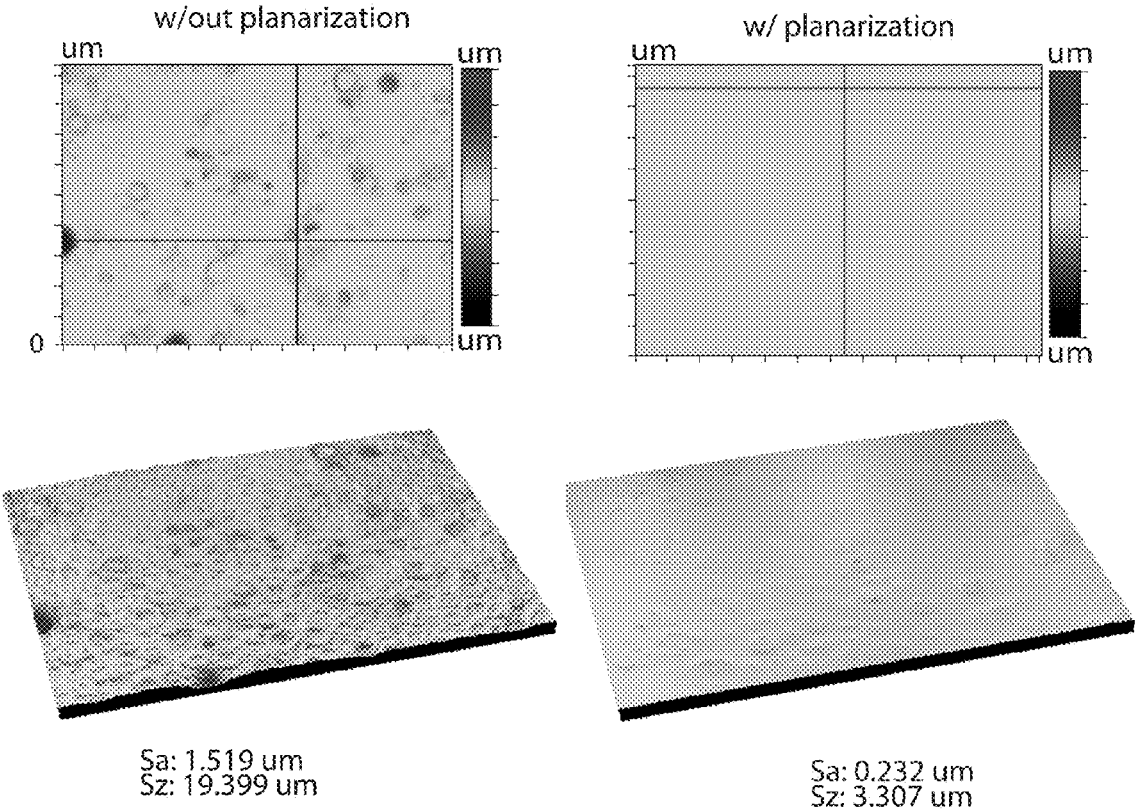 w/out planarization
um
um
0
um
Sa: 1.519 um
Sz: 19.399 um
w/ planarization
um
um
um
Sa: 0.232 um
Sz: 3.307 um